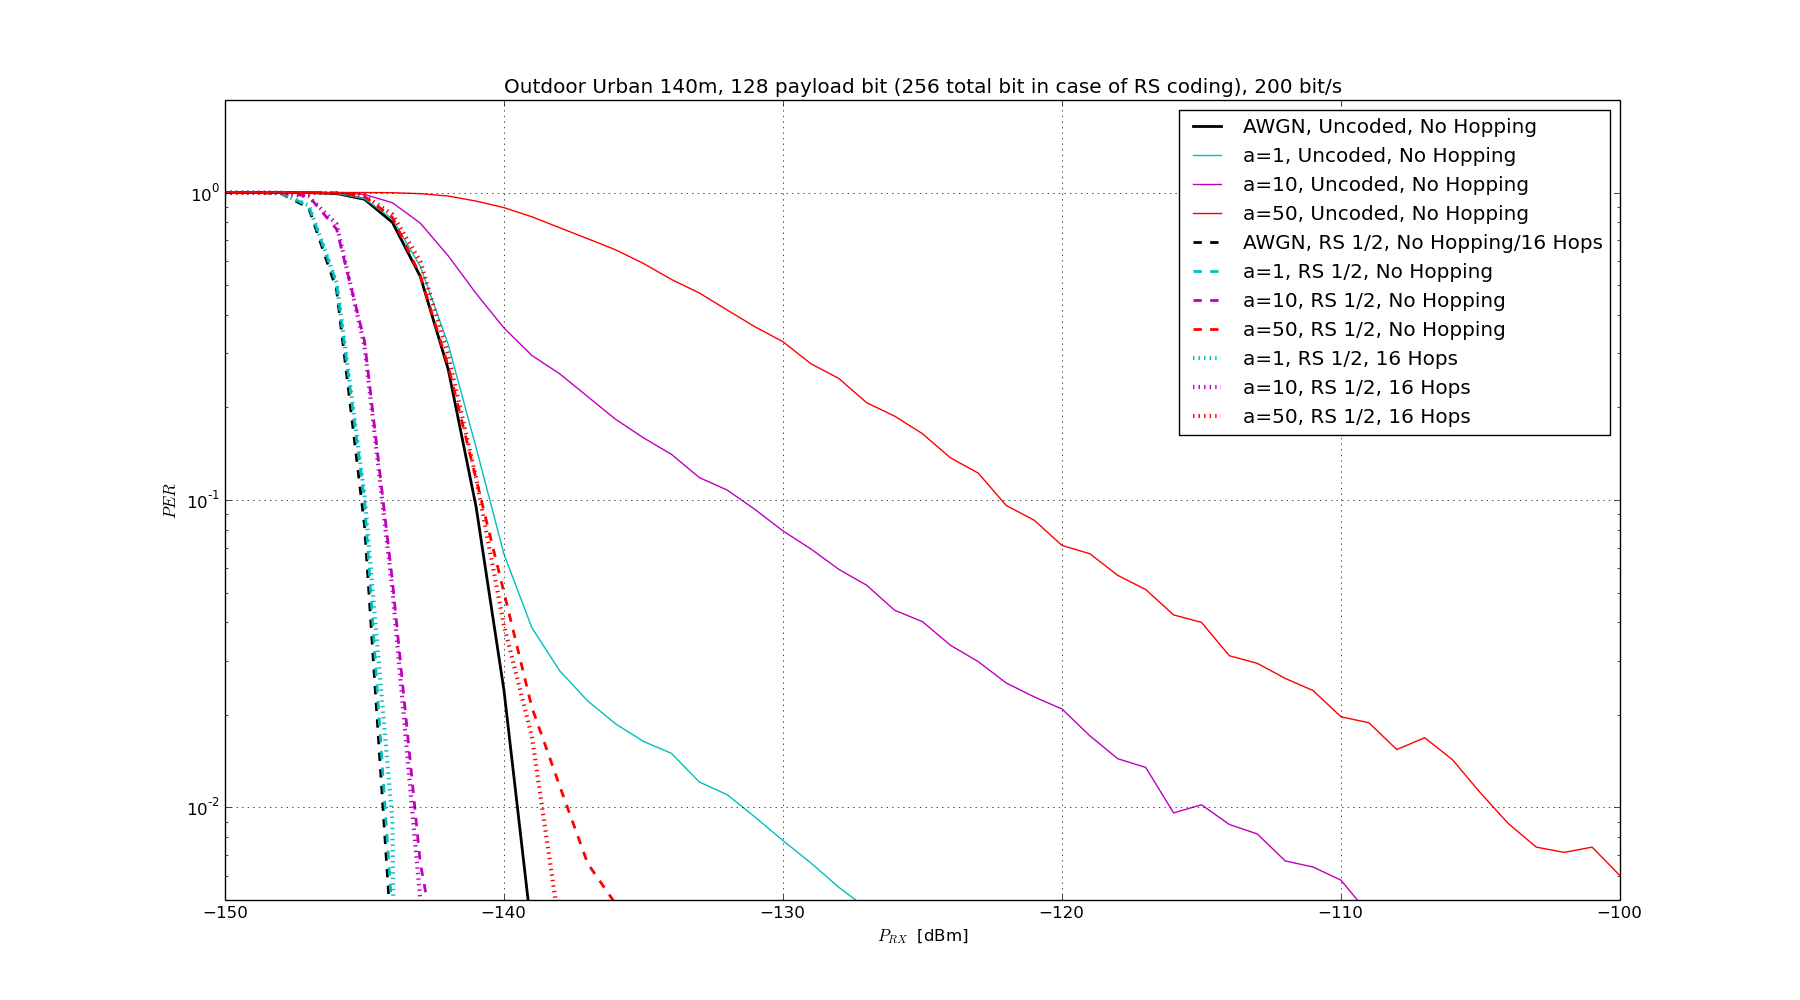 Outdoor Urban 140m, 128 payload bit (256 total bit in case of RS coding), 200 bit/s
AWGN, Uncoded, No Hopping
a=1, Uncoded, No Hopping
a=10, Uncoded, No Hopping
a=50, Uncoded, No Hopping
AWGN, RS 1/2, No Hopping/16 Hops
a=1, RS 1/2, No Hopping
a=10, RS 1/2, No Hopping
a=50, RS 1/2, No Hopping
a=1, RS 1/2, 16 Hops
a=10, RS 1/2, 16 Hops
a=50, RS 1/2, 16 Hops
10^0
10^-1
10^-2
PER
−150 −140 −130 −120 −110 −100
P_RX [dBm]